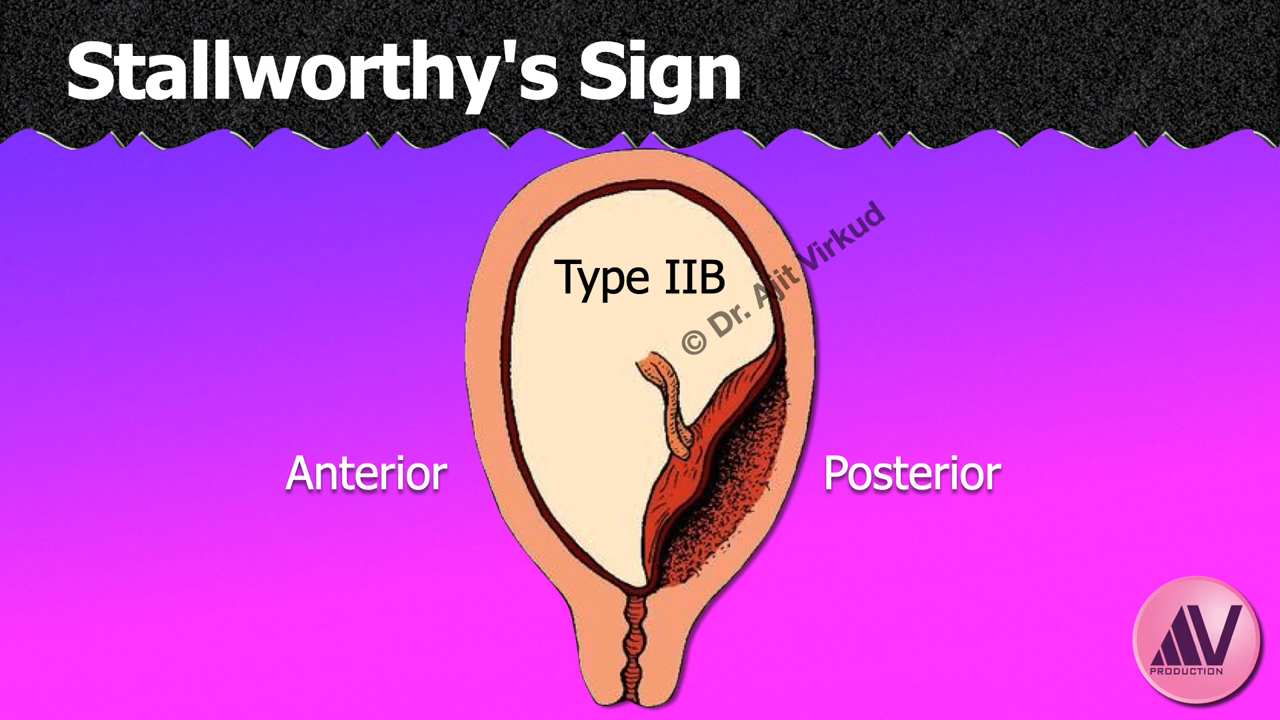 Stallworthy's Sign
Type IIB
© Dr. Ajit Virkud
Anterior
Posterior
AV
PRODUCTION